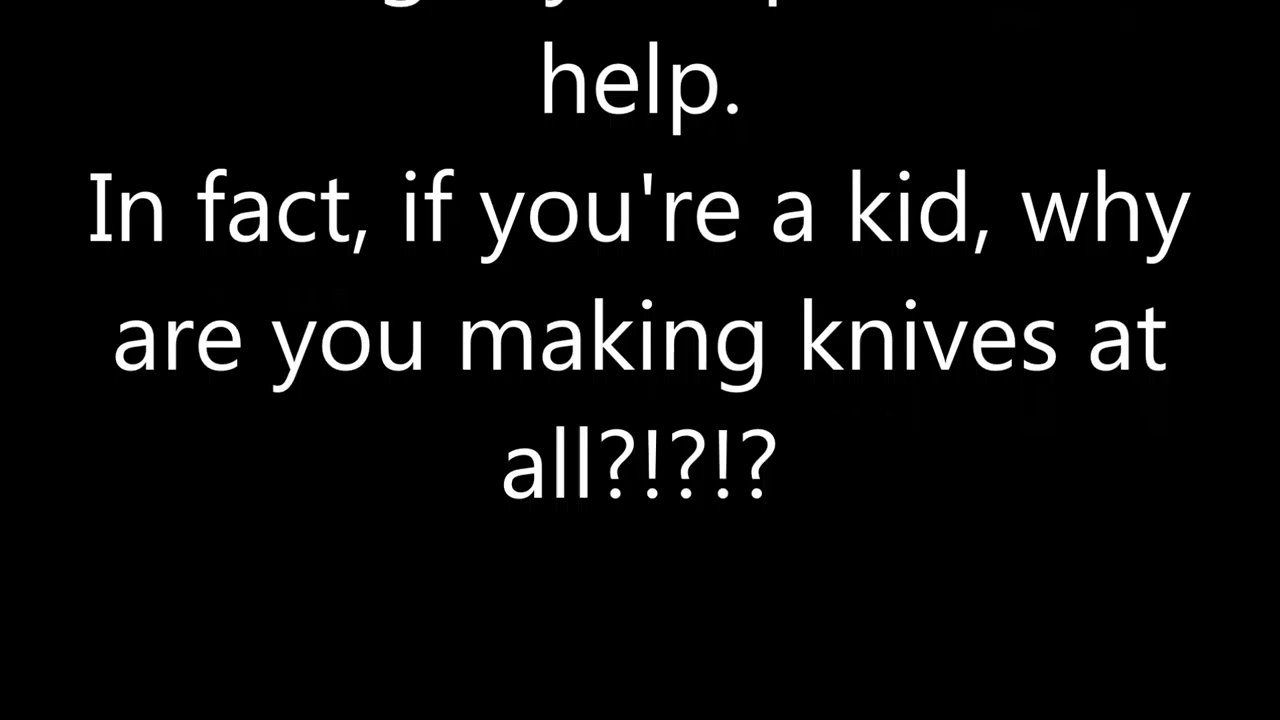 help.
In fact, if you're a kid, why
are you making knives at
all?!?!?